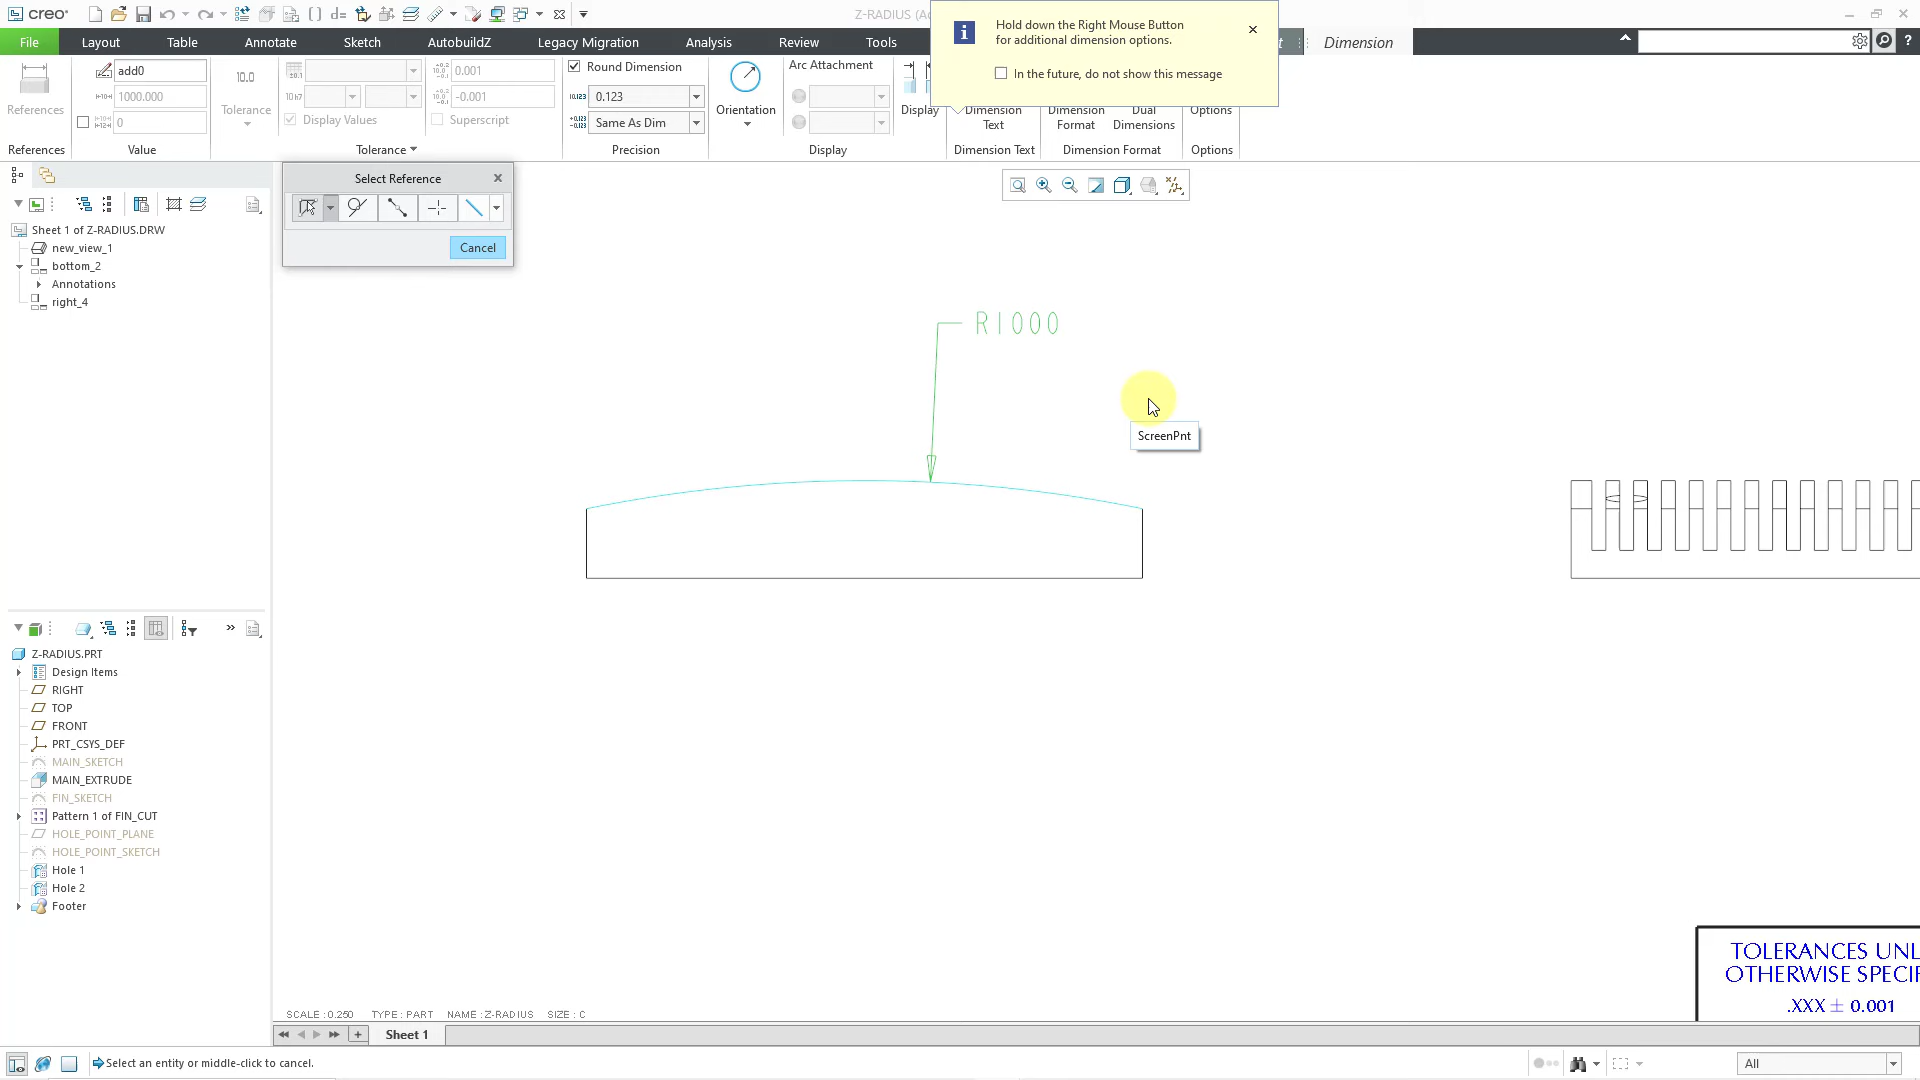 creo
Z-RADIUS (Ac
File
Layout
Table
Annotate
Sketch
AutobuildZ
Legacy Migration
Analysis
Review
Tools
Dimension
Hold down the Right Mouse Button
for additional dimension options.
In the future, do not show this message
References
References
add0
1000.000
0
Value
10.0
Tolerance
Display Values
0.001
-0.001
Superscript
Tolerance
Round Dimension
0.123
Same As Dim
Precision
Orientation
Arc Attachment
Display
Display
Dimension
Text
Dimension Text
Dimension
Format
Dual
Dimensions
Dimension Format
Options
Options
Select Reference
Cancel
Sheet 1 of Z-RADIUS.DRW
new_view_1
bottom_2
Annotations
right_4
R1000
ScreenPnt
Z-RADIUS.PRT
Design Items
RIGHT
TOP
FRONT
PRT_CSYS_DEF
MAIN_SKETCH
MAIN_EXTRUDE
FIN_SKETCH
Pattern 1 of FIN_CUT
HOLE_POINT_PLANE
HOLE_POINT_SKETCH
Hole 1
Hole 2
Footer
TOLERANCES UNL
OTHERWISE SPECIF
.XXX ± 0.001
SCALE : 0.250 TYPE : PART NAME : Z-RADIUS SIZE : C
Sheet 1
Select an entity or middle-click to cancel.
All